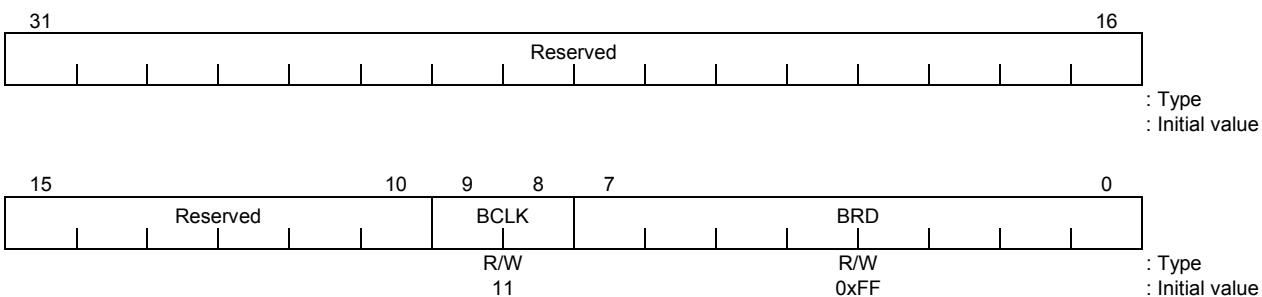 31 16
Reserved
: Type
: Initial value
15 10 9 8 7 0
Reserved BCLK BRD
R/W R/W : Type
11 0xFF : Initial value